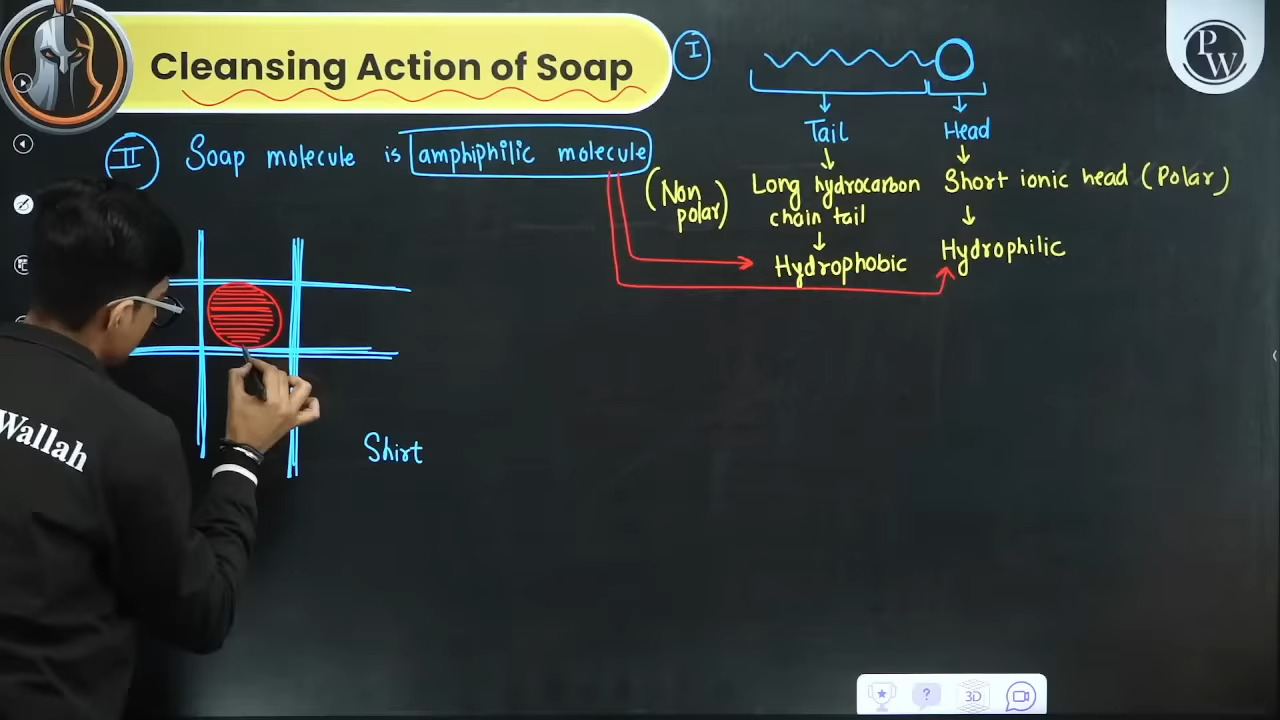 Cleansing Action of Soap
I
P
W
Tail
Head
II Soap molecule is amphiphilic molecule
(Non polar)
Long hydrocarbon chain tail
Short ionic head (Polar)
Hydrophobic
Hydrophilic
Shirt
Wallah
?
3D